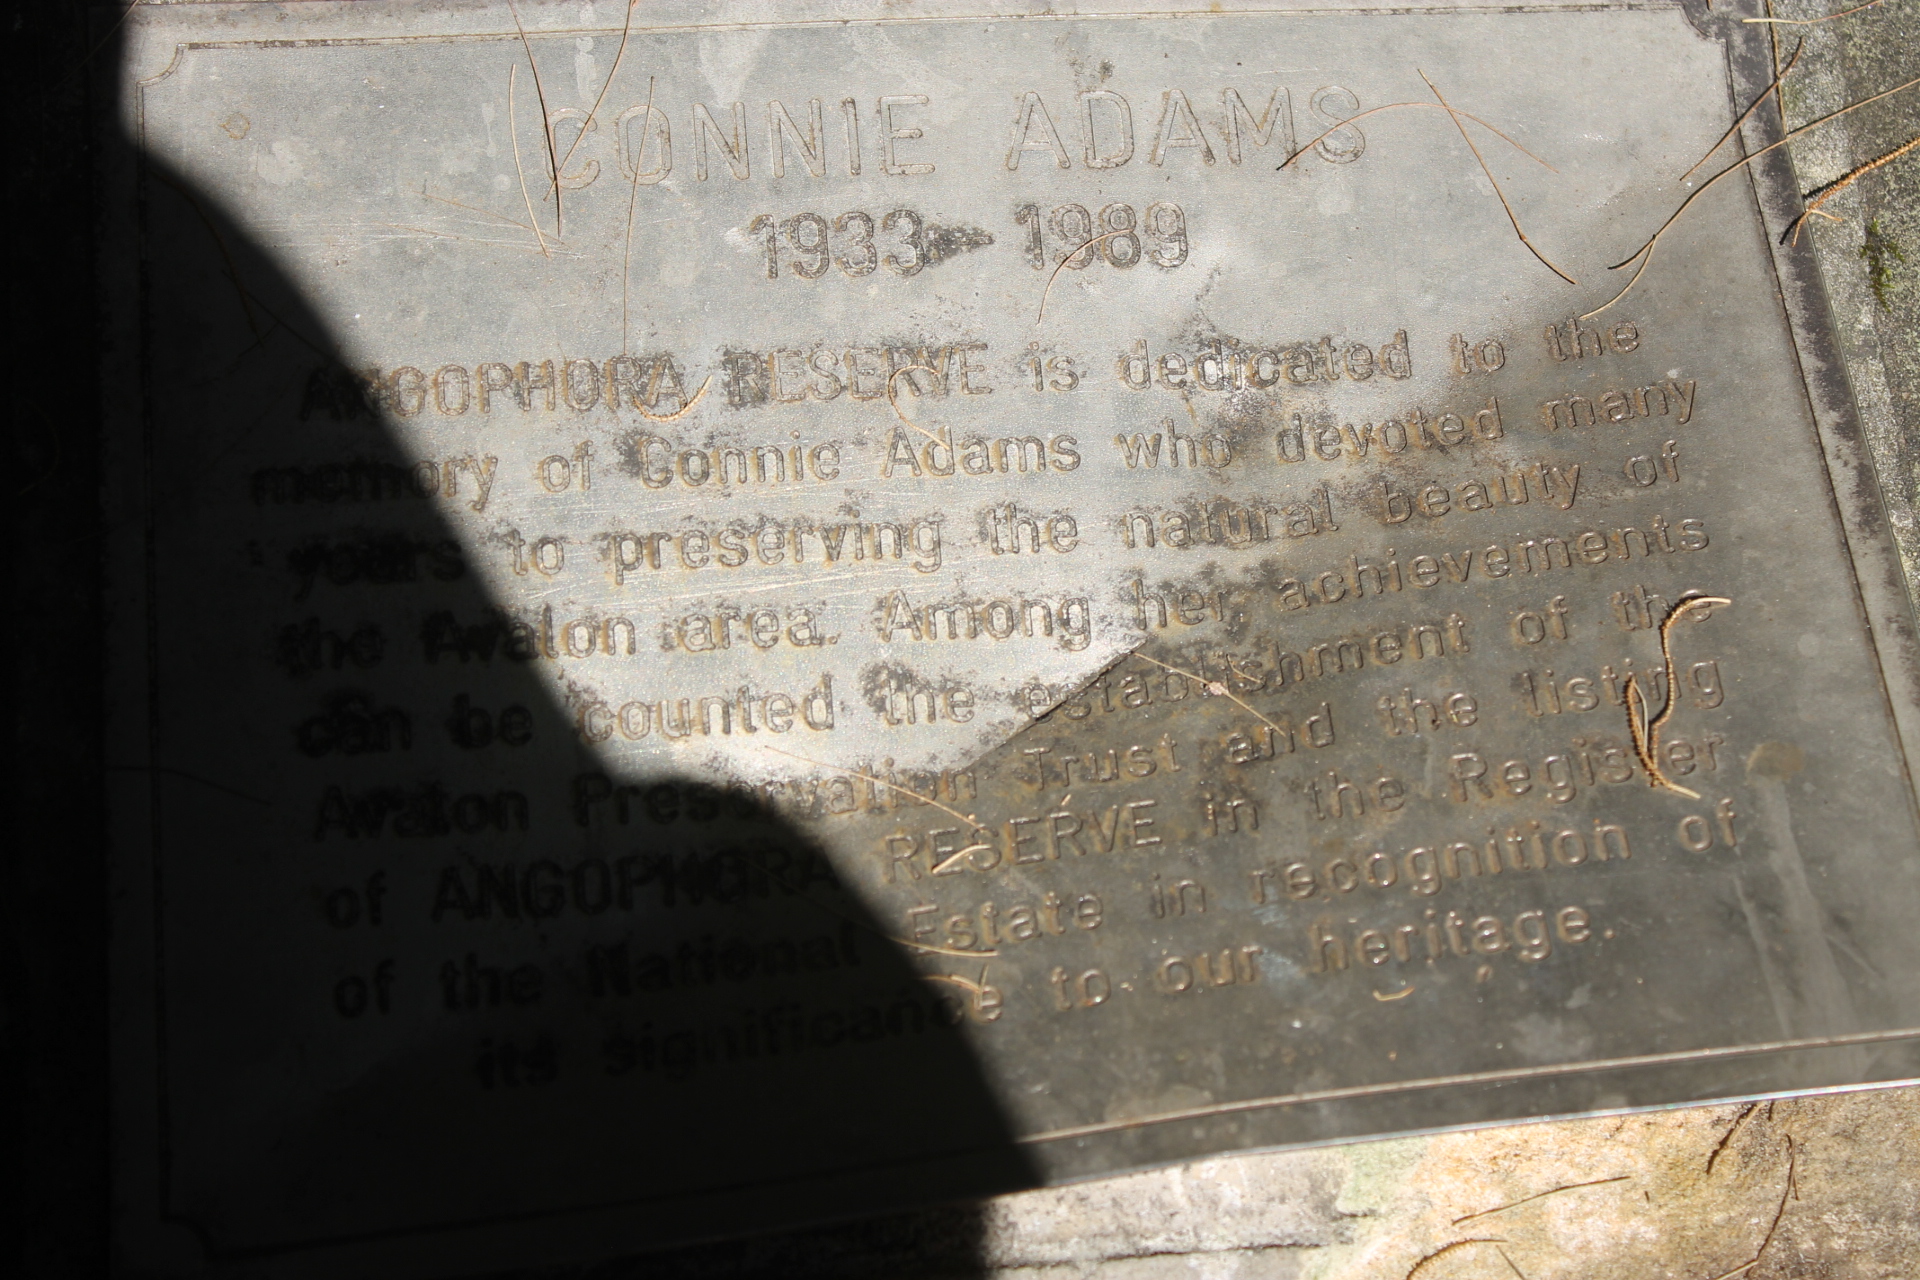 CONNIE ADAMS
1933 - 1989
ANGOPHORA RESERVE is dedicated to the
memory of Connie Adams who devoted many
years to preserving the natural beauty of
the Avalon area. Among her achievements
can be counted the establishment of the
Avalon Preservation Trust and the listing
of ANGOPHORA RESERVE in the Register
of the National Estate in recognition of
its significance to our heritage.